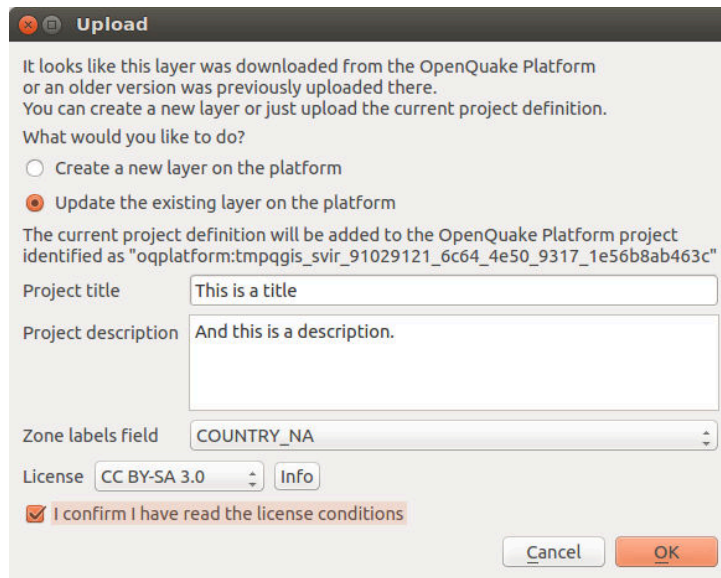 Upload
It looks like this layer was downloaded from the OpenQuake Platform
or an older version was previously uploaded there.
You can create a new layer or just upload the current project definition.
What would you like to do?
Create a new layer on the platform
Update the existing layer on the platform
The current project definition will be added to the OpenQuake Platform project
identified as "oqplatform:tmpqgis_svir_91029121_6c64_4e50_9317_1e56b8ab463c"
Project title This is a title
Project description And this is a description.
Zone labels field COUNTRY_NA
License CC BY-SA 3.0 Info
I confirm I have read the license conditions
Cancel OK